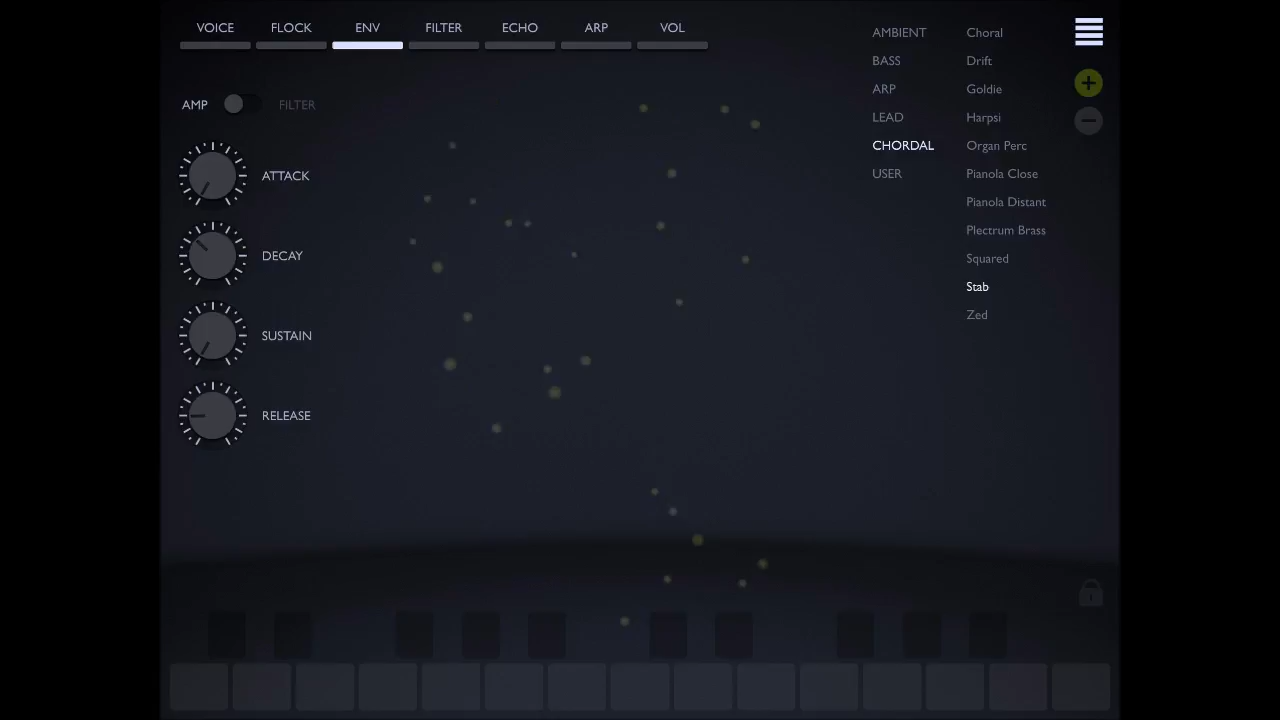 VOICE FLOCK ENV FILTER ECHO ARP VOL
AMP FILTER
ATTACK
DECAY
SUSTAIN
RELEASE
AMBIENT
BASS
ARP
LEAD
CHORDAL
USER
Choral
Drift
Goldie
Harpsi
Organ Perc
Pianola Close
Pianola Distant
Plectrum Brass
Squared
Stab
Zed